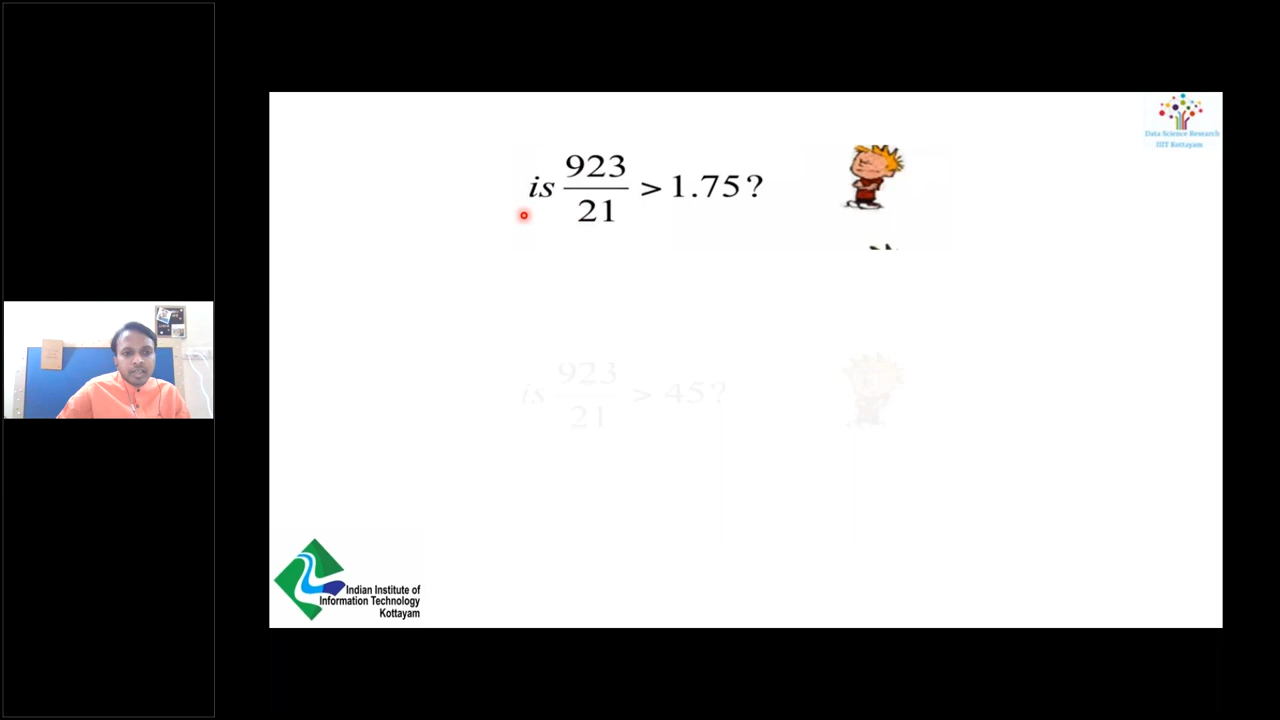 Data Science Research
IIIT Kottayam
is 923/21 > 1.75?
is 923/21 > 45?
Indian Institute of
Information Technology
Kottayam